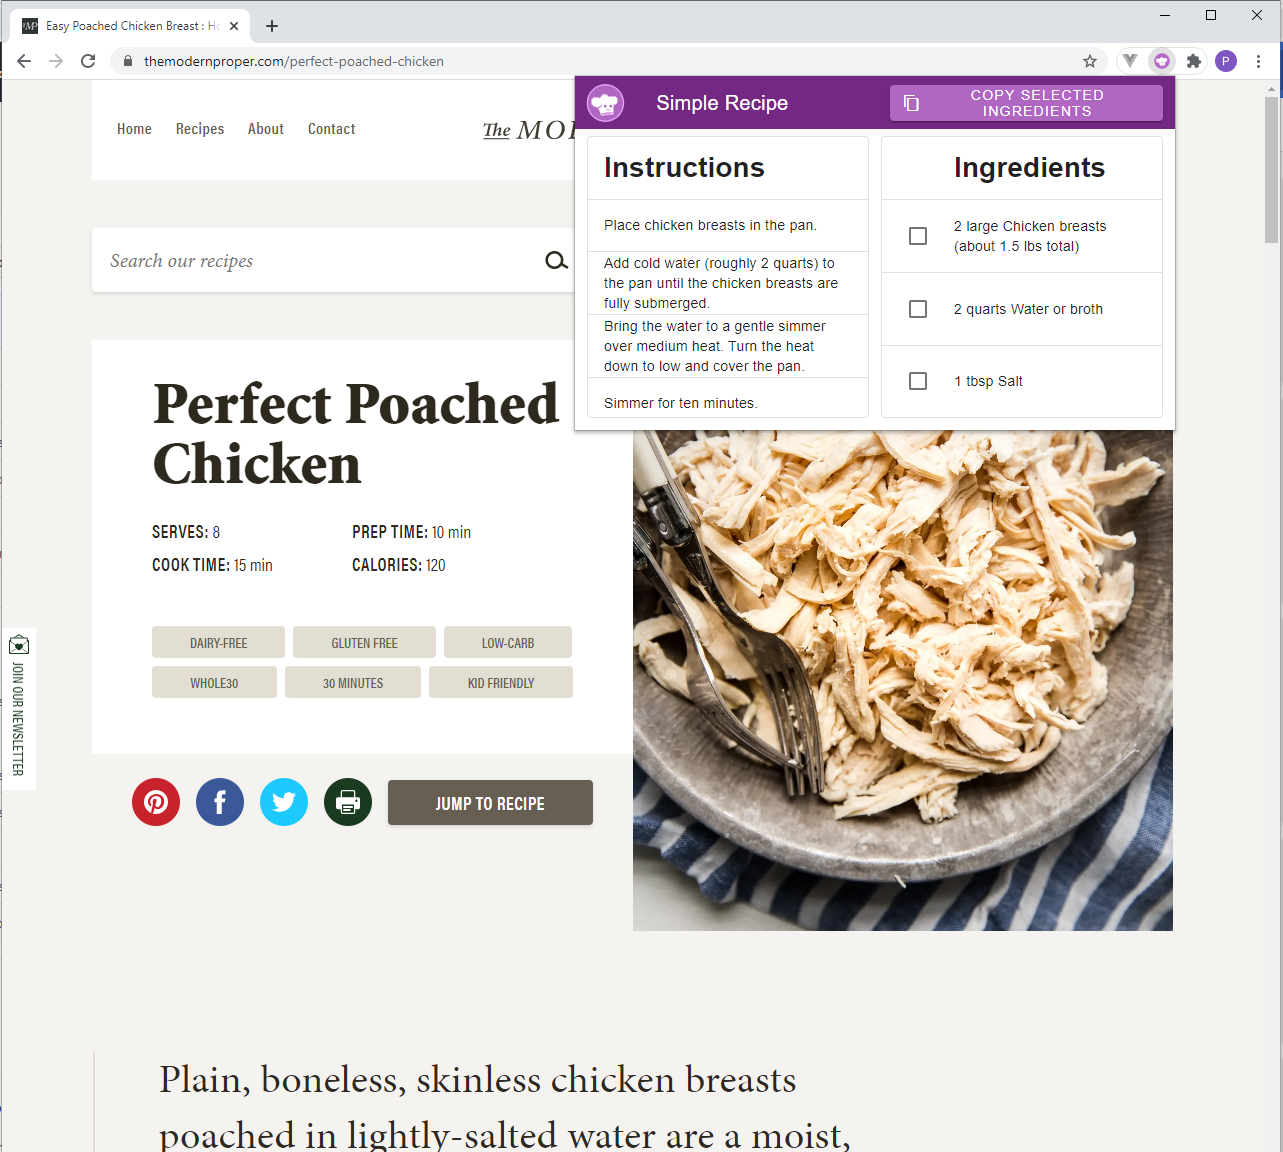 Easy Poached Chicken Breast : Ho
themodernproper.com/perfect-poached-chicken
P
Simple Recipe
COPY SELECTED
INGREDIENTS
Home Recipes About Contact
The MO
Search our recipes
Instructions
Place chicken breasts in the pan.
Add cold water (roughly 2 quarts) to
the pan until the chicken breasts are
fully submerged.
Bring the water to a gentle simmer
over medium heat. Turn the heat
down to low and cover the pan.
Simmer for ten minutes.
Ingredients
2 large Chicken breasts
(about 1.5 lbs total)
2 quarts Water or broth
1 tbsp Salt
Perfect Poached
Chicken
SERVES: 8 PREP TIME: 10 min
COOK TIME: 15 min CALORIES: 120
DAIRY-FREE GLUTEN FREE LOW-CARB
WHOLE30 30 MINUTES KID FRIENDLY
JOIN OUR NEWSLETTER
JUMP TO RECIPE
Plain, boneless, skinless chicken breasts
poached in lightly-salted water are a moist,